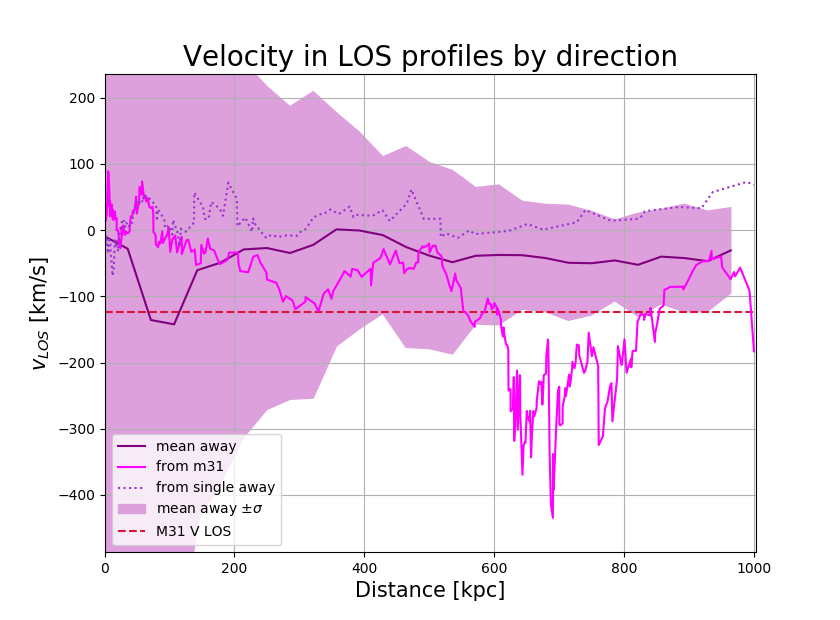 Velocity in LOS profiles by direction
200
100
0
−100
−200
−300
−400
v_LOS [km/s]
mean away
from m31
from single away
mean away ±σ
M31 V LOS
0 200 400 600 800 1000
Distance [kpc]